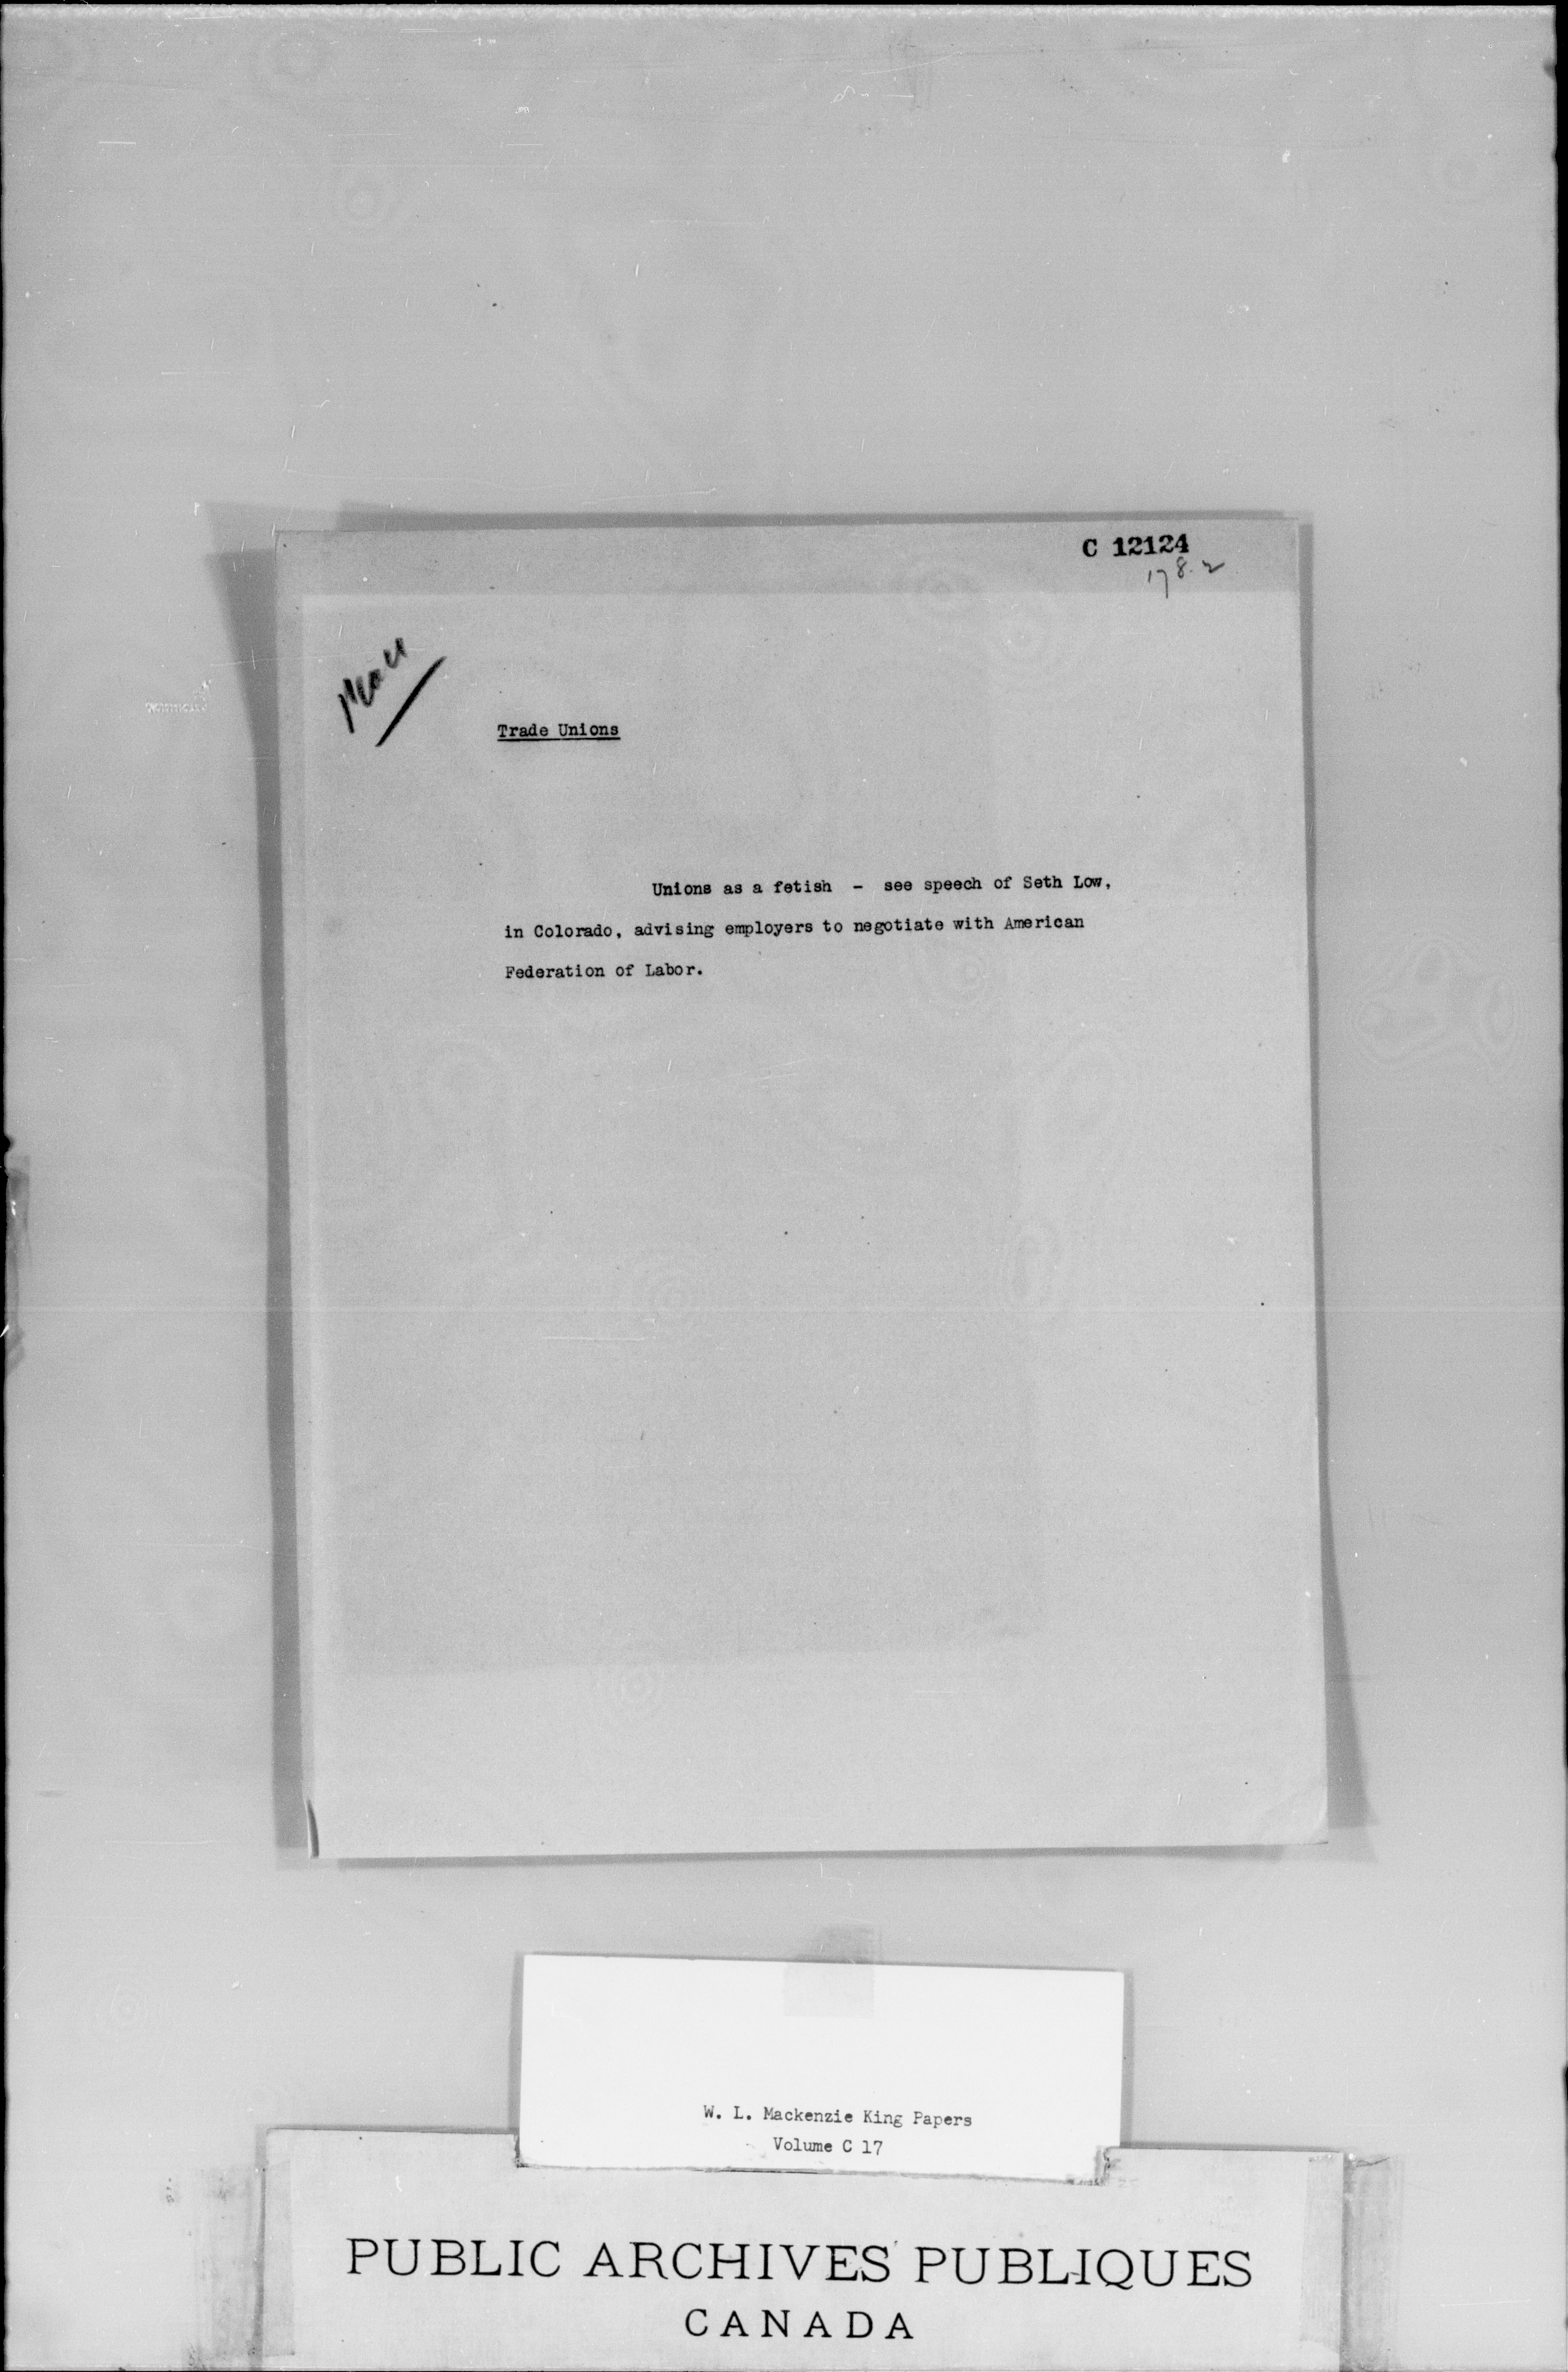 C 12124
178.2
Trade Unions
Unions as a fetish - see speech of Seth Low,
in Colorado, advising employers to negotiate with American
Federation of Labor.
W. L. Mackenzie King Papers
Volume C 17
PUBLIC ARCHIVES PUBLIQUES
CANADA